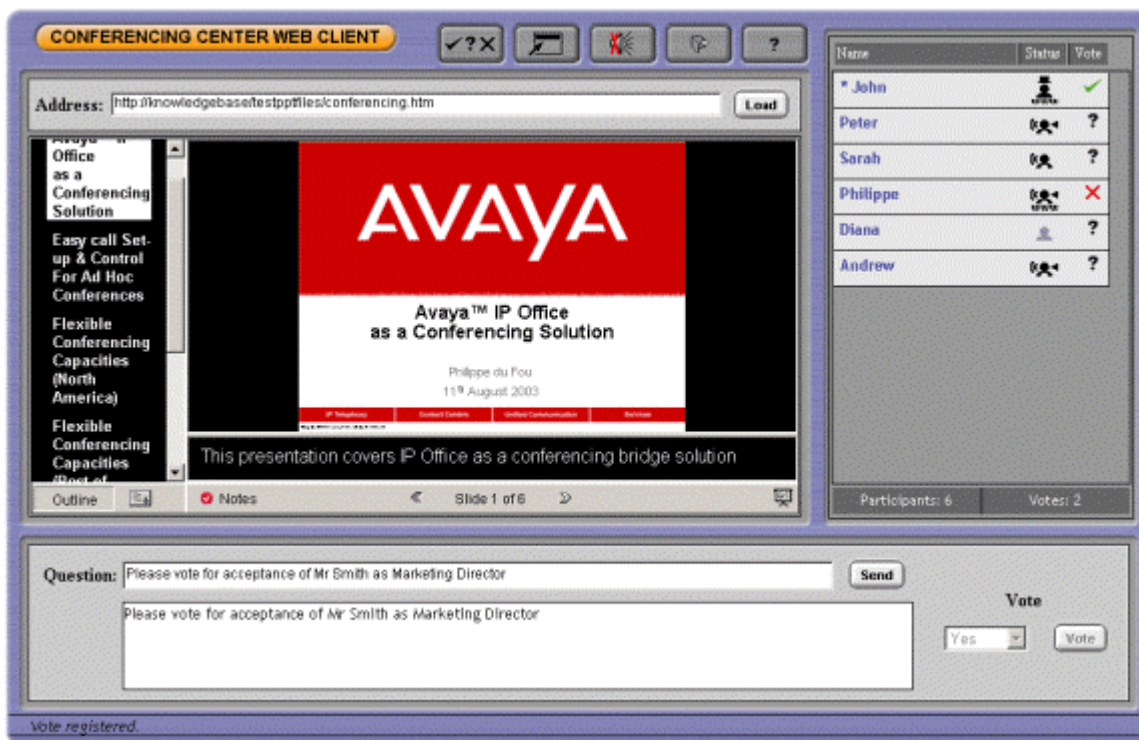 CONFERENCING CENTER WEB CLIENT
✓?X
?
Address: http://knowledgebase/testpptfiles/conferencing.htm Load
Avaya™ IP
Office
as a
Conferencing
Solution
Easy call Set-
up & Control
For Ad Hoc
Conferences
Flexible
Conferencing
Capacities
(North
America)
Flexible
Conferencing
Capacities
(Rest of
AVAYA
Avaya™ IP Office
as a Conferencing Solution
Philippe du Fou
11th August 2003
IP Telephony Contact Centers Unified Communication Services
This presentation covers IP Office as a conferencing bridge solution
Outline Notes Slide 1 of 6
Name Status Vote
* John
Peter ?
Sarah ?
Philippe
Diana ?
Andrew ?
Participants: 6 Votes: 2
Question: Please vote for acceptance of Mr Smith as Marketing Director Send
Please vote for acceptance of Mr Smith as Marketing Director
Vote
Yes Vote
Vote registered.